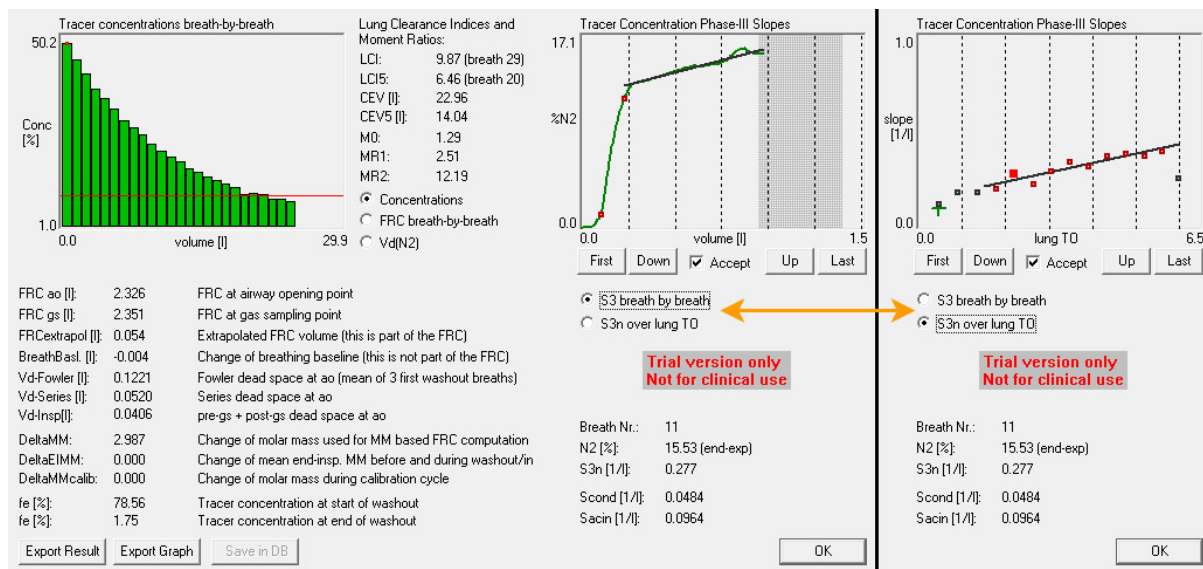 Tracer concentrations breath-by-breath
50.2
Conc
[%]
1.0
0.0
volume [l]
29.9
Lung Clearance Indices and
Moment Ratios:
LCI: 9.87 (breath 29)
LCI5: 6.46 (breath 20)
CEV [l]: 22.96
CEV5 [l]: 14.04
M0: 1.29
MR1: 2.51
MR2: 12.19
Concentrations
FRC breath-by-breath
Vd(N2)
Tracer Concentration Phase-III Slopes
17.1
%N2
0.0
0.0
volume [l]
1.5
First Down Accept Up Last
S3 breath by breath
S3n over lung TO
Trial version only
Not for clinical use
Breath Nr.: 11
N2 [%]: 15.53 (end-exp)
S3n [1/l]: 0.277
Scond [1/l]: 0.0484
Sacin [1/l]: 0.0964
OK
Tracer Concentration Phase-III Slopes
1.0
slope
[1/l]
0.0
0.0
lung TO
6.5
First Down Accept Up Last
S3 breath by breath
S3n over lung TO
Trial version only
Not for clinical use
Breath Nr.: 11
N2 [%]: 15.53 (end-exp)
S3n [1/l]: 0.277
Scond [1/l]: 0.0484
Sacin [1/l]: 0.0964
OK
FRC ao [l]: 2.326 FRC at airway opening point
FRC gs [l]: 2.351 FRC at gas sampling point
FRCextrapol [l]: 0.054 Extrapolated FRC volume (this is part of the FRC)
BreathBasl. [l]: -0.004 Change of breathing baseline (this is not part of the FRC)
Vd-Fowler [l]: 0.1221 Fowler dead space at ao (mean of 3 first washout breaths)
Vd-Series [l]: 0.0520 Series dead space at ao
Vd-Insp[l]: 0.0406 pre-gs + post-gs dead space at ao
DeltaMM: 2.987 Change of molar mass used for MM based FRC computation
DeltaEIMM: 0.000 Change of mean end-insp. MM before and during washout/in
DeltaMMcalib: 0.000 Change of molar mass during calibration cycle
fe [%]: 78.56 Tracer concentration at start of washout
fe [%]: 1.75 Tracer concentration at end of washout
Export Result Export Graph Save in DB